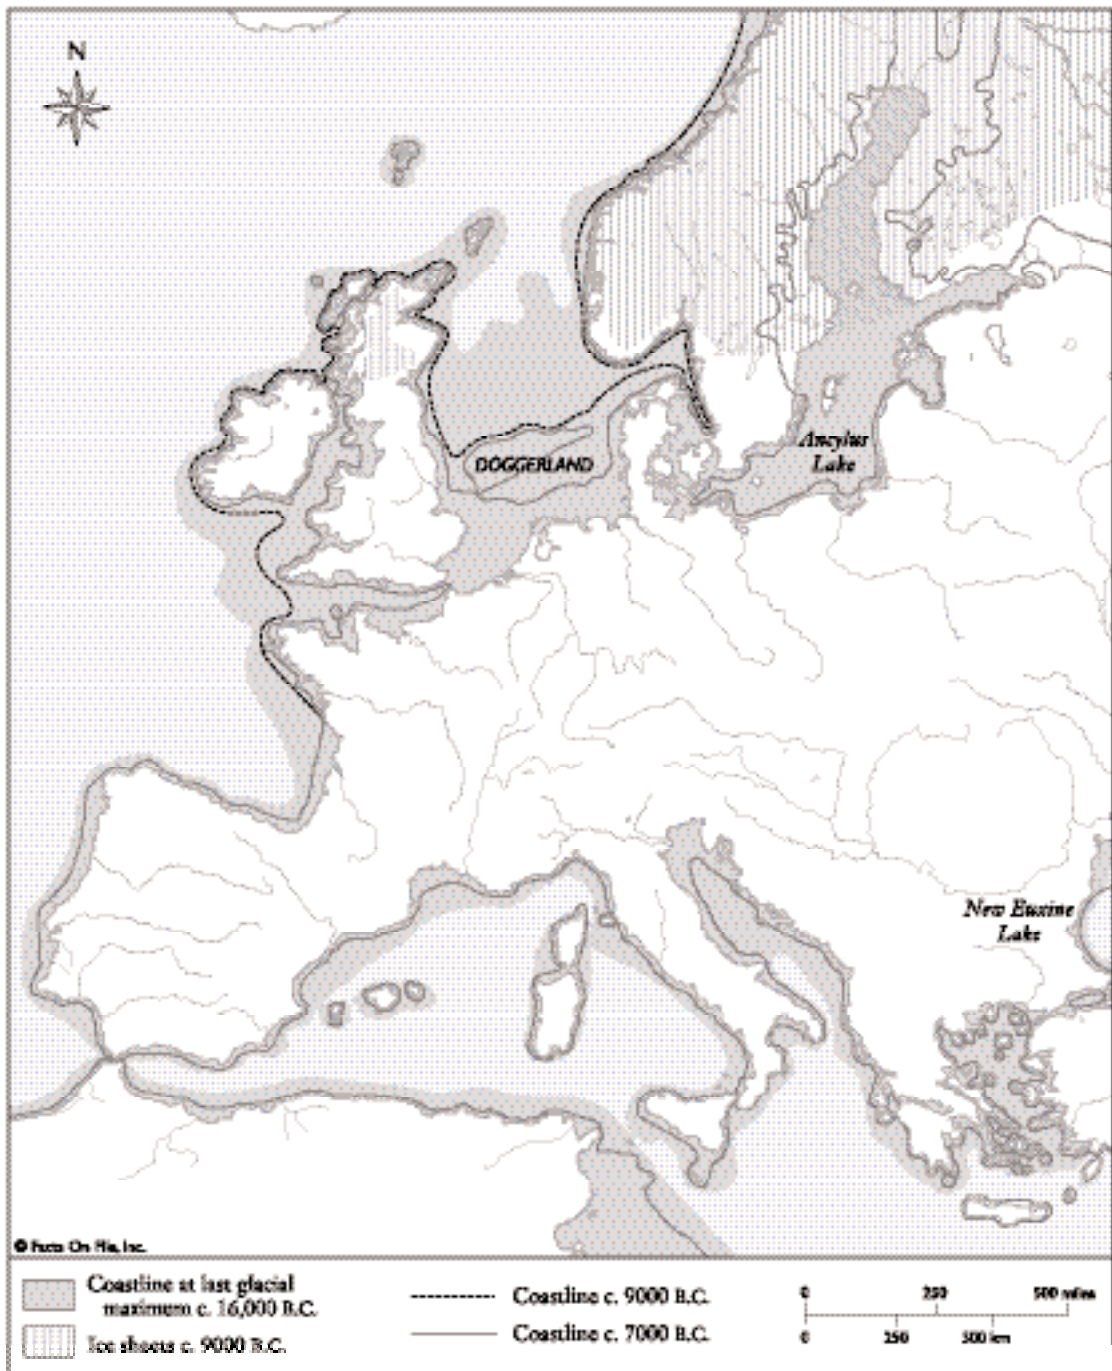 N
DOGGERLAND
Ancylus
Lake
New Euxine
Lake
© Facts On File, Inc.
Coastline at last glacial
maximum c. 16,000 B.C.
Ice sheets c. 9000 B.C.
Coastline c. 9000 B.C.
Coastline c. 7000 B.C.
0 250 500 miles
0 250 500 km